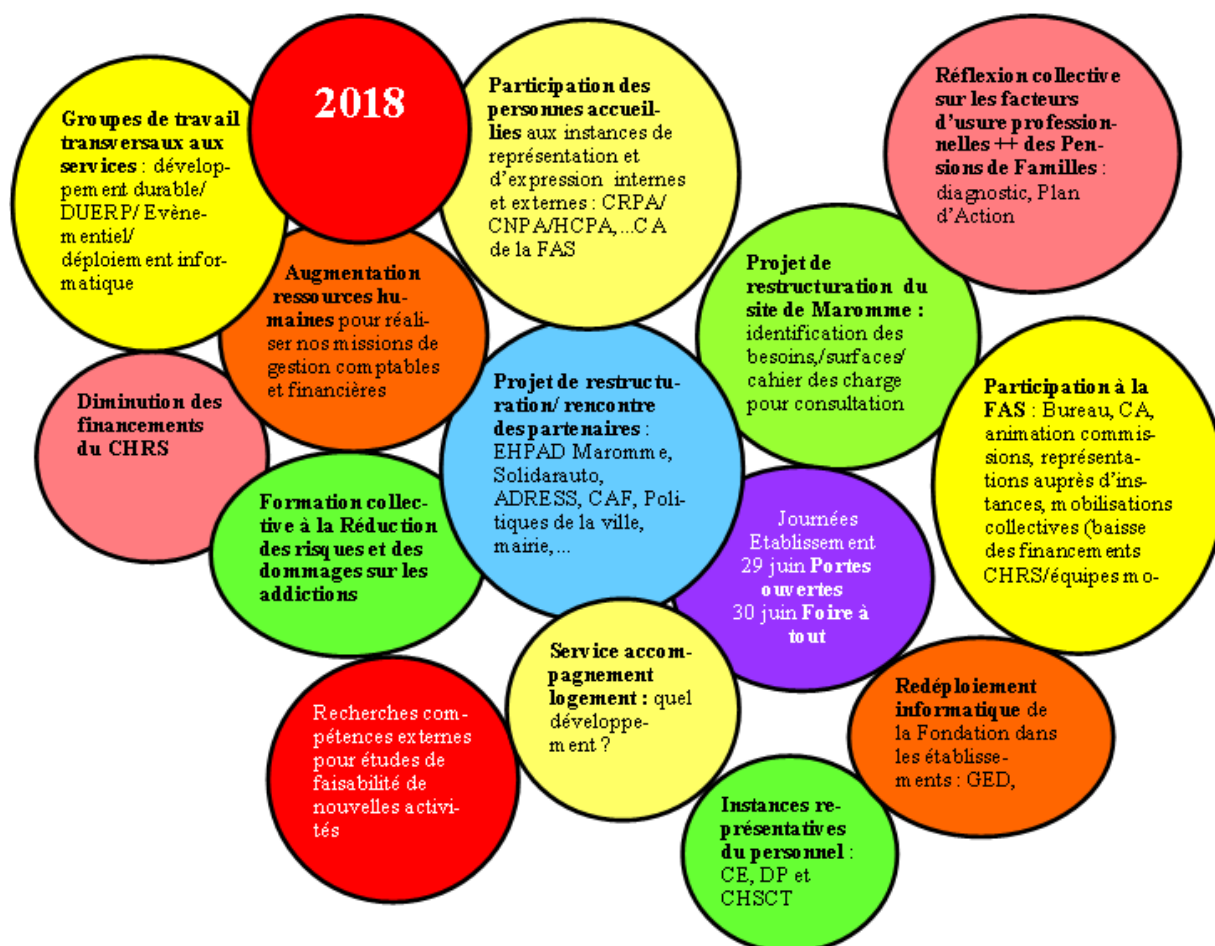 2018
Groupes de travail
transversaux aux
services : dévelop-
pement durable/
DUERP/ Evène-
mentiel/
déploiement infor-
matique
Participation des
personnes accueil-
lies aux instances de
représentation et
d'expression internes
et externes : CRPA/
CNPA/HCPA,...CA
de la FAS
Réflexion collective
sur les facteurs
d'usure profession-
nelles ++ des Pen-
sions de Familles :
diagnostic, Plan
d'Action
Augmentation
ressources hu-
maines pour réali-
ser nos missions de
gestion comptables
et financières
Projet de
restructuration du
site de Maromme :
identification des
besoins,/surfaces/
cahier des charge
pour consultation
Diminution des
financements
du CHRS
Projet de restructu-
ration/ rencontre
des partenaires :
EHPAD Maromme,
Solidarauto,
ADRESS, CAF, Poli-
tiques de la ville,
mairie,...
Participation à la
FAS : Bureau, CA,
animation commis-
sions, représenta-
tions auprès d'ins-
tances, mobilisations
collectives (baisse
des financements
CHRS/équipes mo-
Formation collec-
tive à la Réduction
des risques et des
dommages sur les
addictions
Journées
Etablissement
29 juin Portes
ouvertes
30 juin Foire à
tout
Service accom-
pagnement
logement : quel
développe-
ment ?
Redéploiement
informatique de
la Fondation dans
les établisse-
ments : GED,
Recherches com-
pétences externes
pour études de
faisabilité de
nouvelles activi-
tés
Instances re-
présentatives
du personnel :
CE, DP et
CHSCT